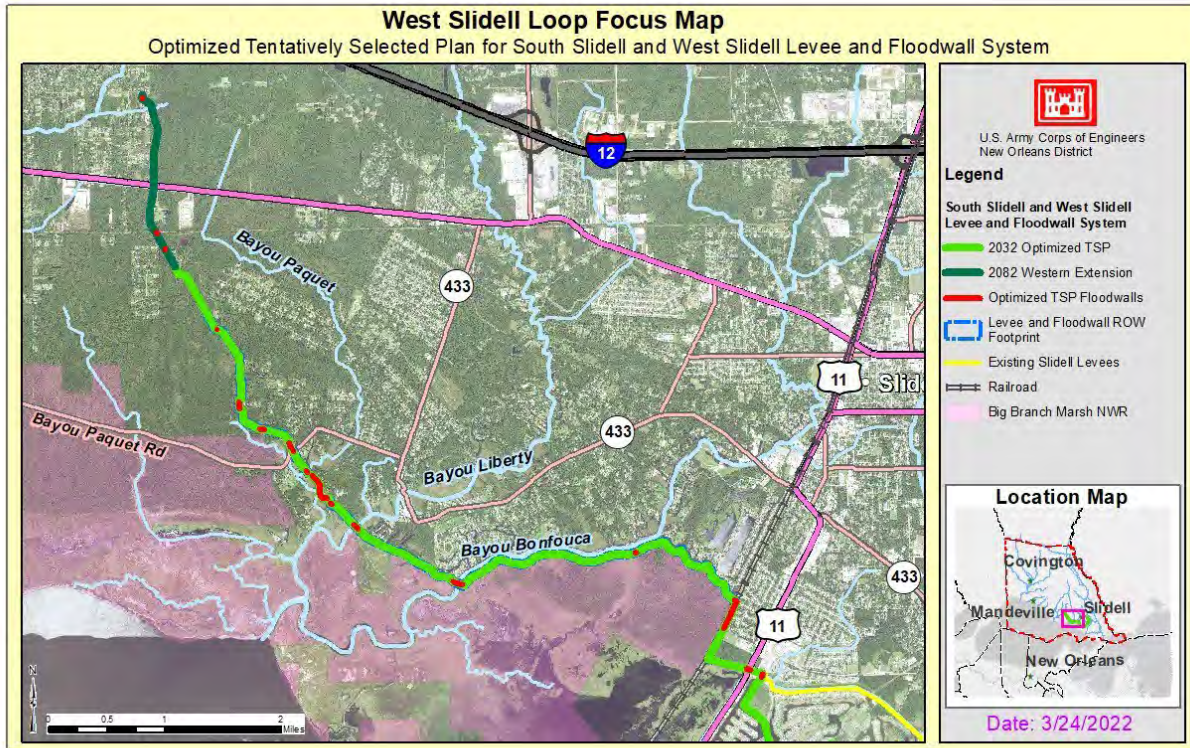 West Slidell Loop Focus Map
Optimized Tentatively Selected Plan for South Slidell and West Slidell Levee and Floodwall System
12
Bayou Paquet
433
11
Slid
Bayou Paquet Rd
433
Bayou Liberty
Bayou Bonfouca
433
11
N
0 0.5 1 2
Miles
U.S. Army Corps of Engineers
New Orleans District
Legend
South Slidell and West Slidell
Levee and Floodwall System
2032 Optimized TSP
2082 Western Extension
Optimized TSP Floodwalls
Levee and Floodwall ROW
Footprint
Existing Slidell Levees
Railroad
Big Branch Marsh NWR
Location Map
Covington
Mandeville
Slidell
New Orleans
Date: 3/24/2022